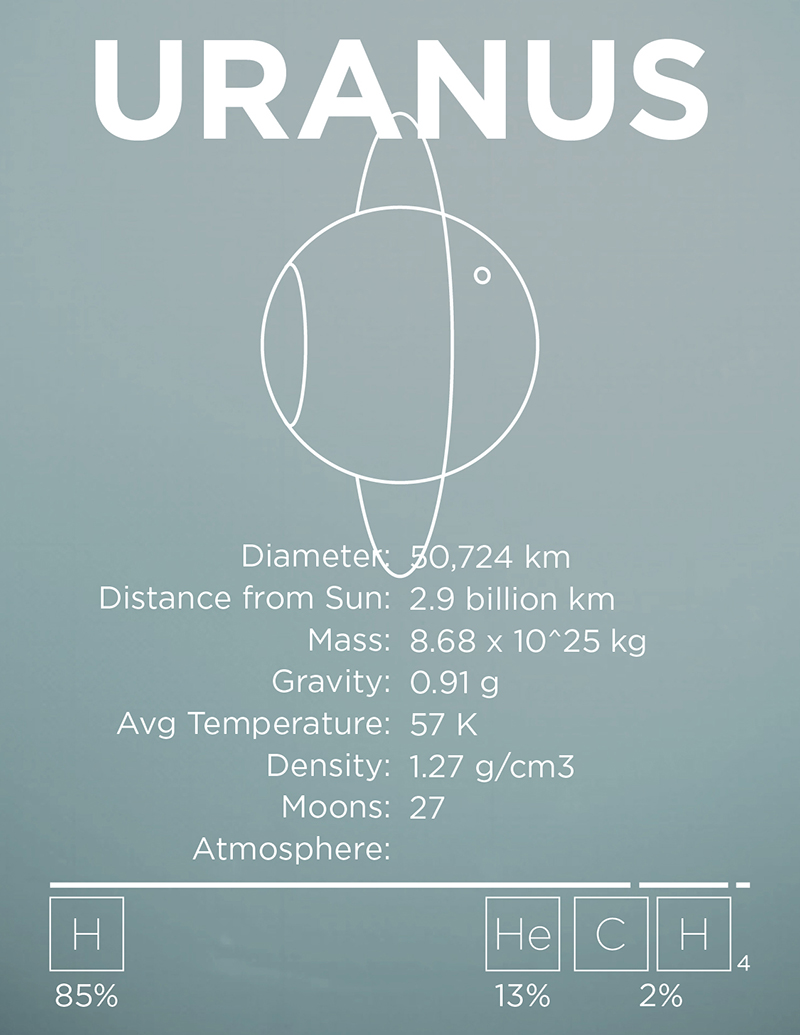 URANUS
Diameter: 50,724 km
Distance from Sun: 2.9 billion km
Mass: 8.68 x 10^25 kg
Gravity: 0.91 g
Avg Temperature: 57 K
Density: 1.27 g/cm3
Moons: 27
Atmosphere:
H He C H 4
85% 13% 2%